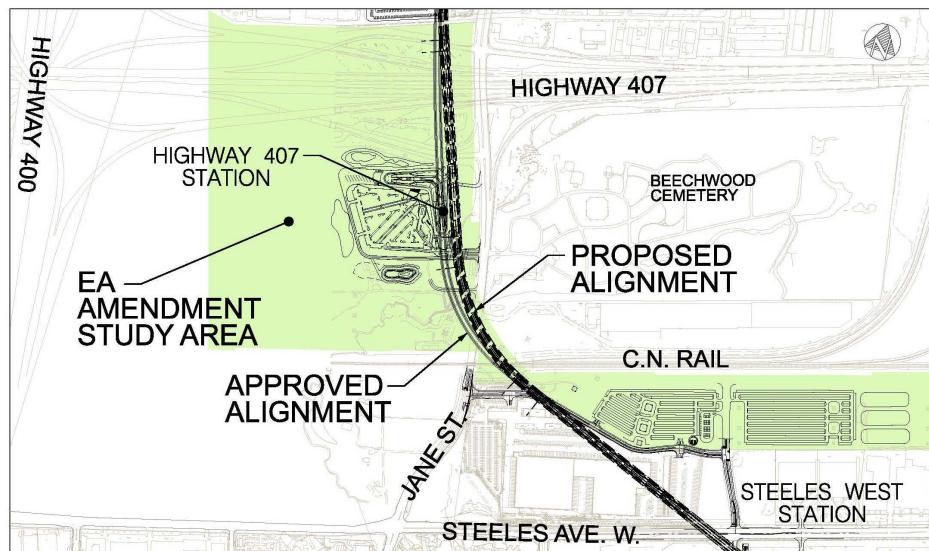 HIGHWAY 400
HIGHWAY 407
HIGHWAY 407
STATION
BEECHWOOD
CEMETERY
EA
AMENDMENT
STUDY AREA
PROPOSED
ALIGNMENT
C.N. RAIL
APPROVED
ALIGNMENT
JANE ST.
STEELES WEST
STATION
STEELES AVE. W.